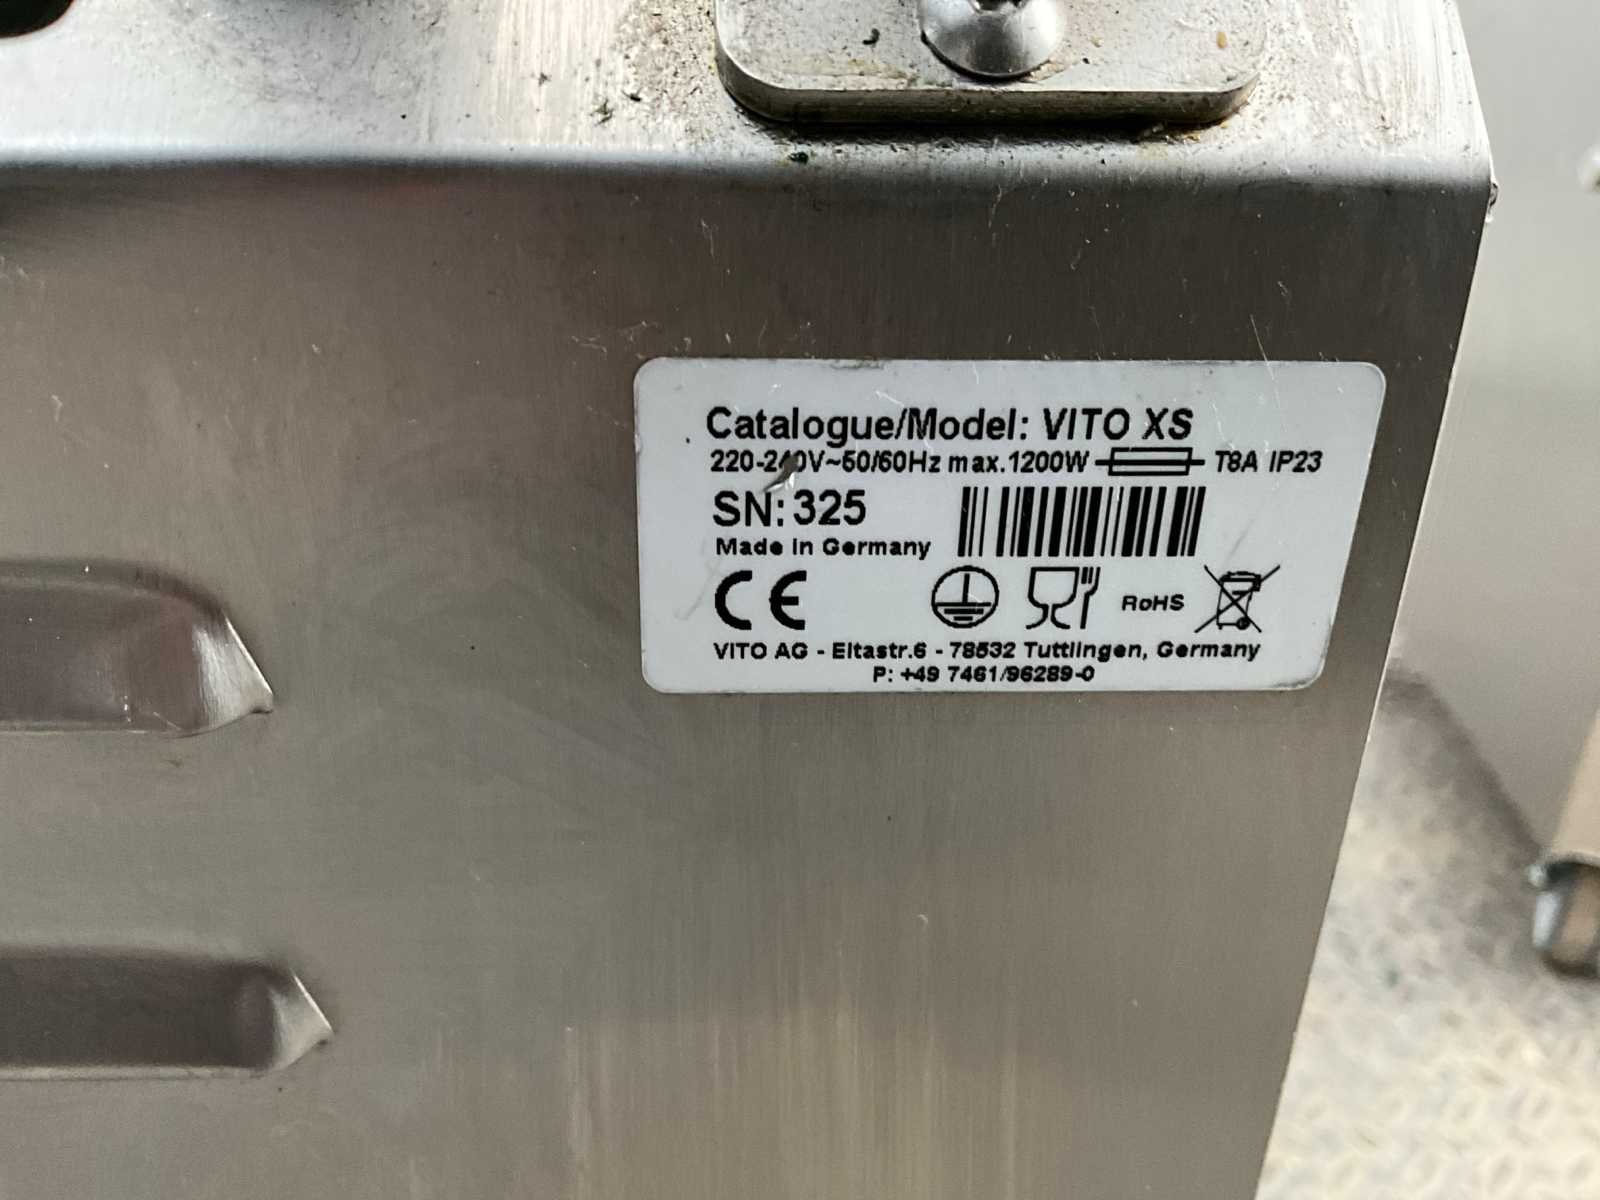 Catalogue/Model: VITO XS
220-240V~50/60Hz max.1200W T8A IP23
SN: 325
Made in Germany
CE
RoHS
VITO AG - Eltastr.6 - 78532 Tuttlingen, Germany
P: +49 7461/96289-0